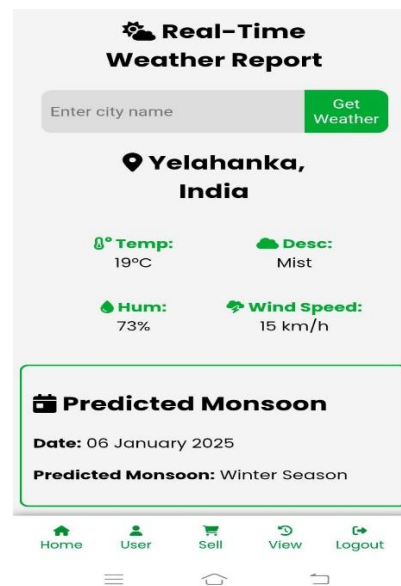 Real-Time
Weather Report
Enter city name
Get
Weather
Yelahanka,
India
Temp:
19°C
Desc:
Mist
Hum:
73%
Wind Speed:
15 km/h
Predicted Monsoon
Date: 06 January 2025
Predicted Monsoon: Winter Season
Home User Sell View Logout